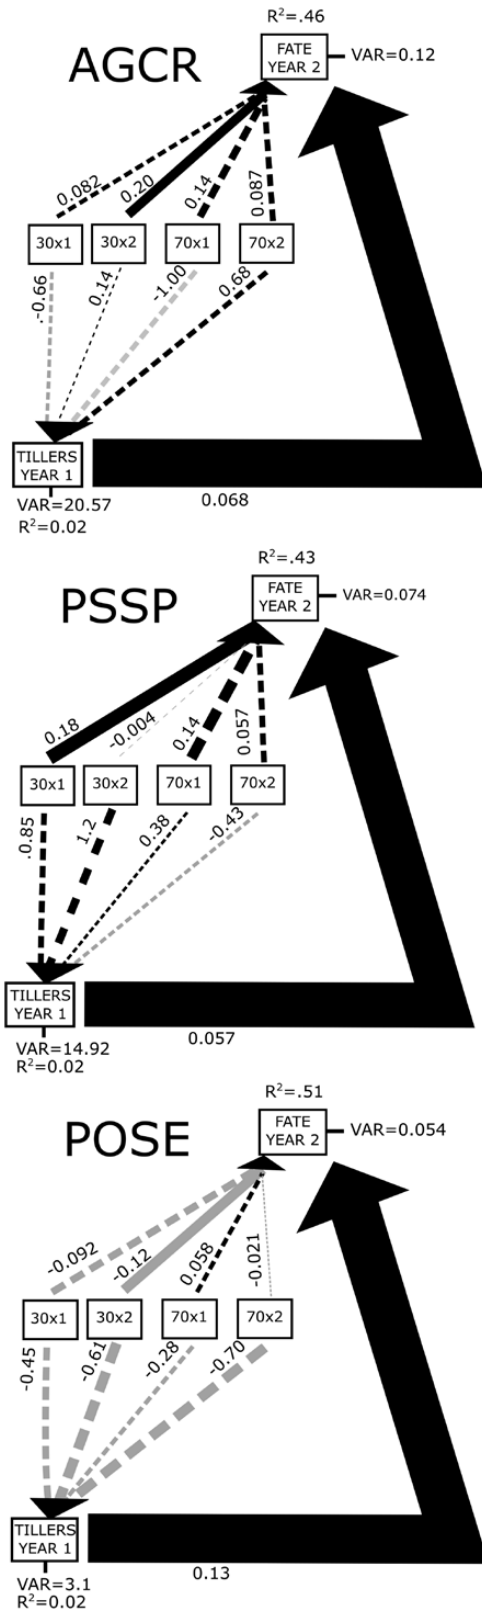 R²=.46
AGCR
FATE
YEAR 2
VAR=0.12
0.082
0.20
0.14
0.087
30x1
30x2
70x1
70x2
-0.66
0.14
-1.00
0.68
TILLERS
YEAR 1
0.068
VAR=20.57
R²=0.02
R²=.43
PSSP
FATE
YEAR 2
VAR=0.074
0.18
-0.004
0.14
0.057
30x1
30x2
70x1
70x2
-0.85
1.2
0.38
-0.43
TILLERS
YEAR 1
0.057
VAR=14.92
R²=0.02
R²=.51
POSE
FATE
YEAR 2
VAR=0.054
-0.092
-0.12
0.058
-0.021
30x1
30x2
70x1
70x2
-0.45
-0.61
-0.28
-0.70
TILLERS
YEAR 1
0.13
VAR=3.1
R²=0.02